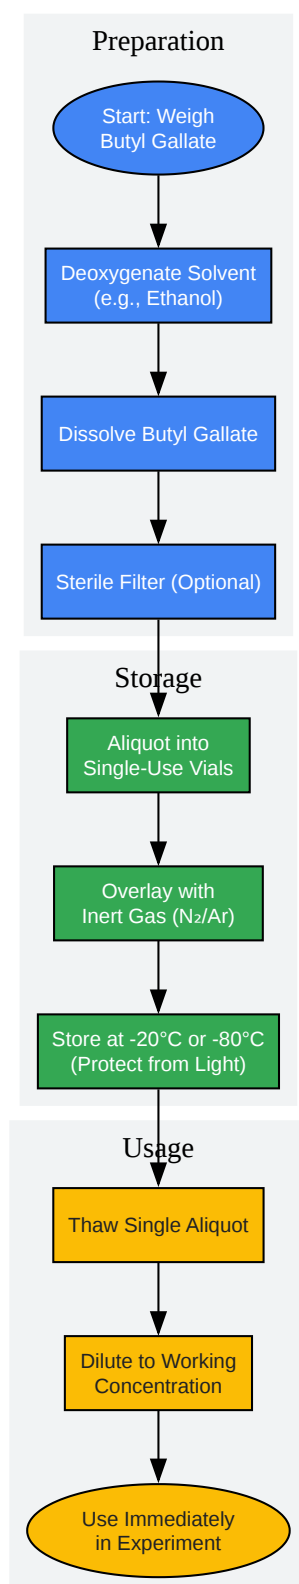 Preparation
Start: Weigh
Butyl Gallate
Deoxygenate Solvent
(e.g., Ethanol)
Dissolve Butyl Gallate
Sterile Filter (Optional)
Storage
Aliquot into
Single-Use Vials
Overlay with
Inert Gas (N₂/Ar)
Store at -20°C or -80°C
(Protect from Light)
Usage
Thaw Single Aliquot
Dilute to Working
Concentration
Use Immediately
in Experiment